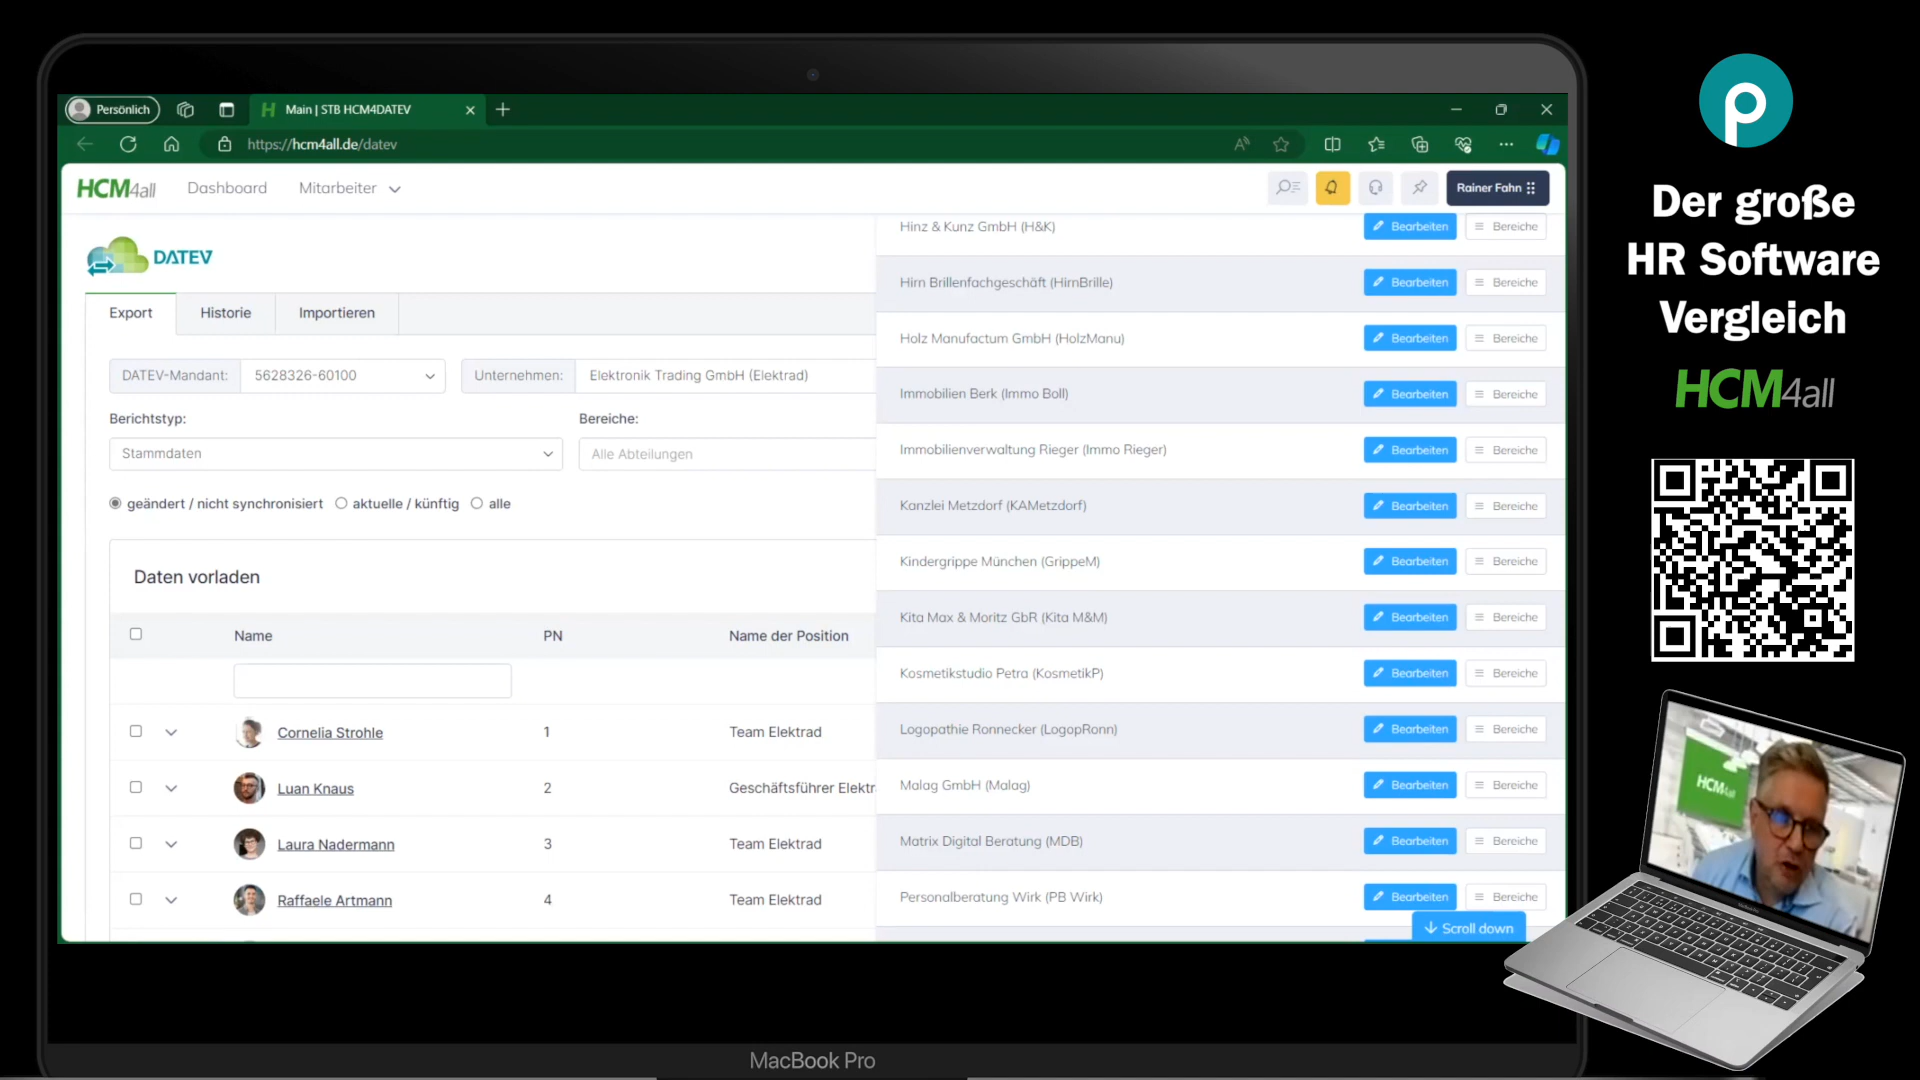 Persönlich
Main | STB HCM4DATEV
https://hcm4all.de/datev
HCM4all
Dashboard
Mitarbeiter
Rainer Fahn
DATEV
Export
Historie
Importieren
DATEV-Mandant:
5628326-60100
Unternehmen:
Elektronik Trading GmbH (Elektrad)
Berichtstyp:
Bereiche:
Stammdaten
Alle Abteilungen
geändert / nicht synchronisiert
aktuelle / künftig
alle
Daten vorladen
Name
PN
Name der Position
Cornelia Strohle 1 Team Elektrad
Luan Knaus 2 Geschäftsführer Elektr
Laura Nadermann 3 Team Elektrad
Raffaele Artmann 4 Team Elektrad
Hinz & Kunz GmbH (H&K) Bearbeiten Bereiche
Hirn Brillenfachgeschäft (HirnBrille) Bearbeiten Bereiche
Holz Manufactum GmbH (HolzManu) Bearbeiten Bereiche
Immobilien Berk (Immo Boll) Bearbeiten Bereiche
Immobilienverwaltung Rieger (Immo Rieger) Bearbeiten Bereiche
Kanzlei Metzdorf (KAMetzdorf) Bearbeiten Bereiche
Kindergrippe München (GrippeM) Bearbeiten Bereiche
Kita Max & Moritz GbR (Kita M&M) Bearbeiten Bereiche
Kosmetikstudio Petra (KosmetikP) Bearbeiten Bereiche
Logopathie Ronnecker (LogopRonn) Bearbeiten Bereiche
Malag GmbH (Malag) Bearbeiten Bereiche
Matrix Digital Beratung (MDB) Bearbeiten Bereiche
Personalberatung Wirk (PB Wirk) Bearbeiten Bereiche
Scroll down
MacBook Pro
p
Der große
HR Software
Vergleich
HCM4all
HCM4all